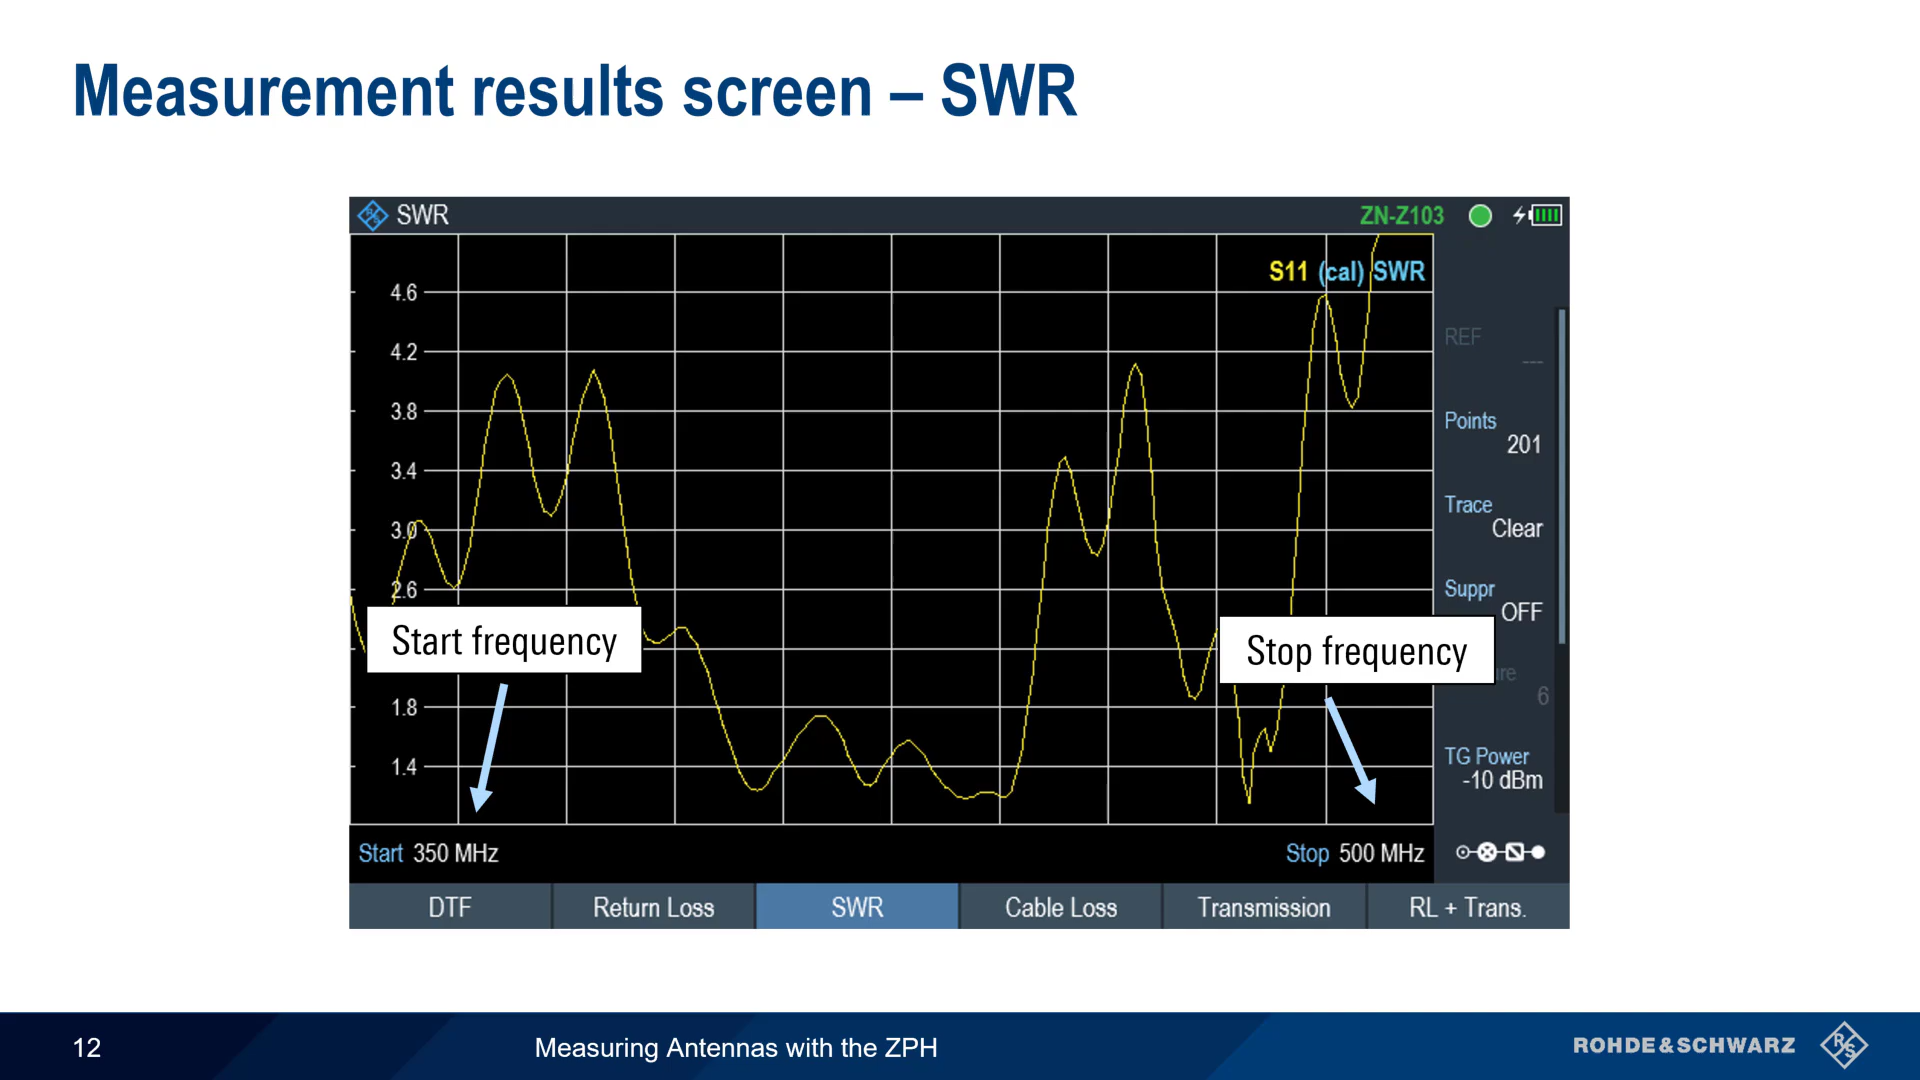 Measurement results screen – SWR
SWR
ZN-Z103
S11 (cal) SWR
4.6
4.2
3.8
3.4
3.0
2.6
1.8
1.4
REF
---
Points
201
Trace
Clear
Suppr
OFF
6
TG Power
-10 dBm
Start frequency
Stop frequency
Start 350 MHz
Stop 500 MHz
DTF
Return Loss
SWR
Cable Loss
Transmission
RL + Trans.
12
Measuring Antennas with the ZPH
ROHDE&SCHWARZ
R&S